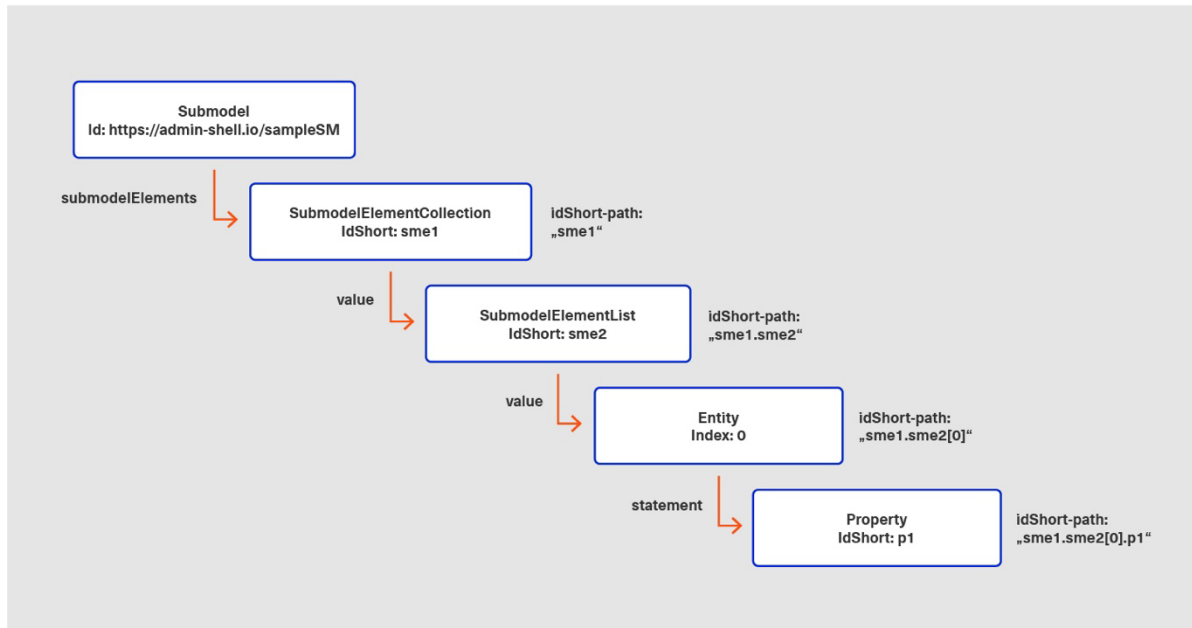 Submodel
Id: https://admin-shell.io/sampleSM
submodelElements
SubmodelElementCollection
IdShort: sme1
idShort-path:
„sme1“
value
SubmodelElementList
IdShort: sme2
idShort-path:
„sme1.sme2“
value
Entity
Index: 0
idShort-path:
„sme1.sme2[0]“
statement
Property
IdShort: p1
idShort-path:
„sme1.sme2[0].p1“